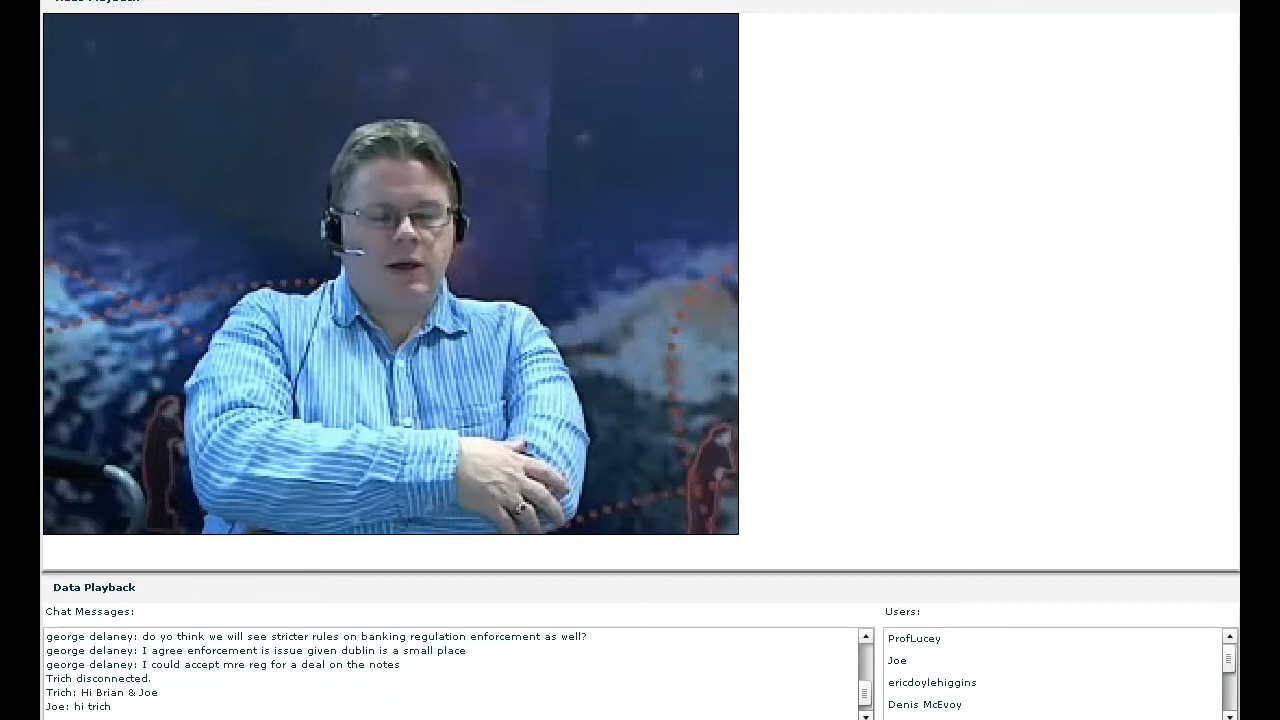 Data Playback
Chat Messages:
Users:
george delaney: do yo think we will see stricter rules on banking regulation enforcement as well?
george delaney: I agree enforcement is issue given dublin is a small place
george delaney: I could accept mre reg for a deal on the notes
Trich disconnected.
Trich: Hi Brian & Joe
Joe: hi trich
ProfLucey
Joe
ericdoylehiggins
Denis McEvoy